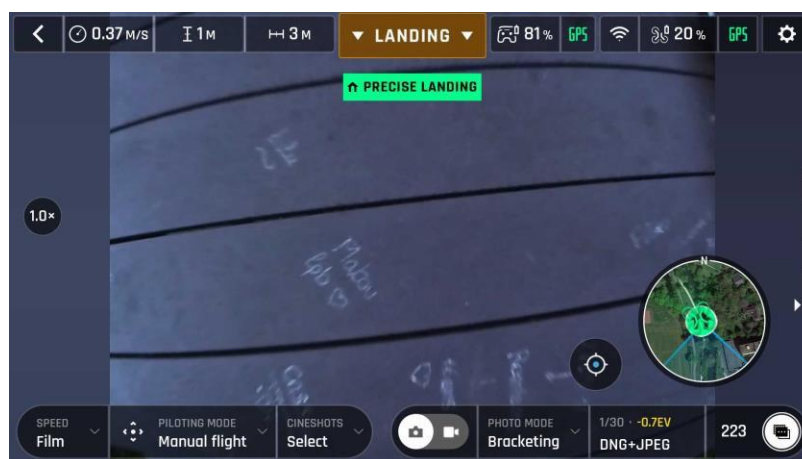 0.37 M/S
1 M
3 M
LANDING
81 %
GPS
20 %
GPS
PRECISE LANDING
1.0×
N
SPEED
Film
PILOTING MODE
Manual flight
CINESHOTS
Select
PHOTO MODE
Bracketing
1/30 · -0.7EV
DNG+JPEG
223